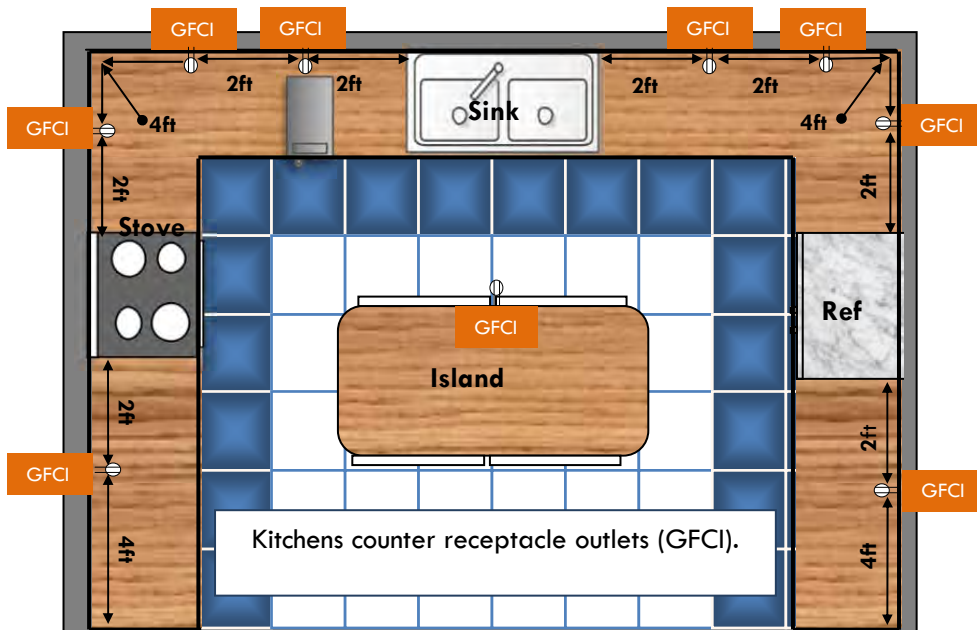 GFCI
GFCI
GFCI
GFCI
2ft
2ft
2ft
2ft
Sink
GFCI
4ft
4ft
GFCI
2ft
2ft
Stove
Ref
GFCI
Island
2ft
2ft
GFCI
GFCI
4ft
4ft
Kitchens counter receptacle outlets (GFCI).